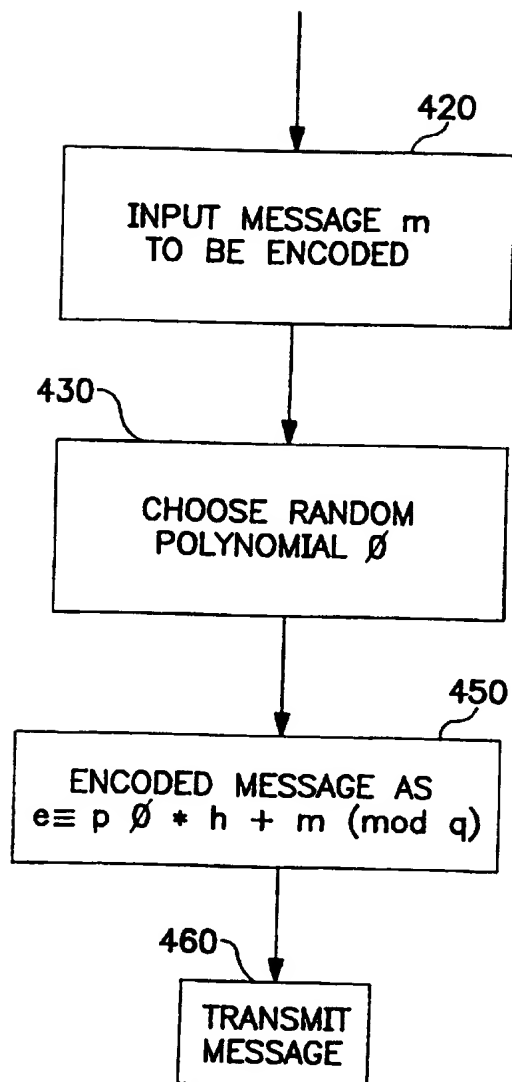 420
INPUT MESSAGE m
TO BE ENCODED
430
CHOOSE RANDOM
POLYNOMIAL Ø
450
ENCODED MESSAGE AS
e≡ p Ø * h + m (mod q)
460
TRANSMIT
MESSAGE